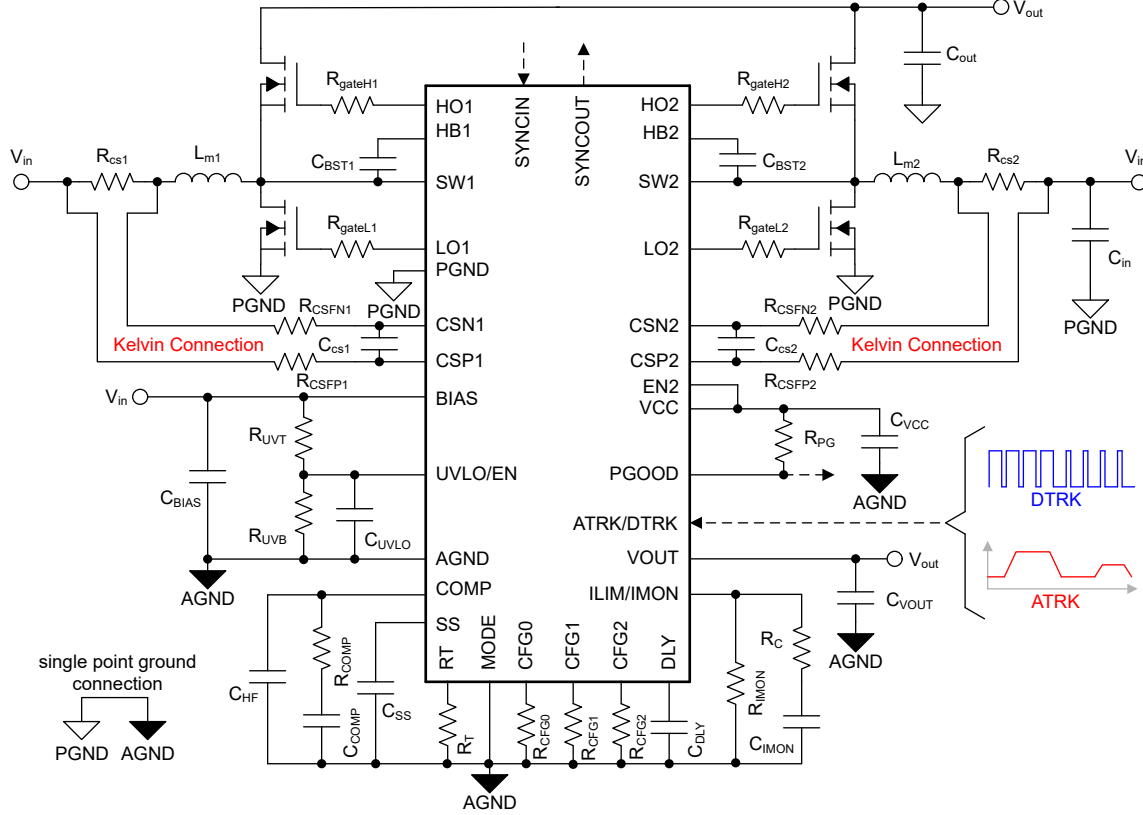 Vout
Cout
RgateH1
HO1
HB1
SYNCIN
SYNCOUT
HO2
HB2
RgateH2
Vin
Rcs1
Lm1
CBST1
SW1
SW2
CBST2
Lm2
Rcs2
Vin
RgateL1
LO1
LO2
RgateL2
Cin
PGND
PGND
PGND
PGND
PGND
RCSFN1
CSN1
CSN2
RCSFN2
Kelvin Connection
Ccs1
Ccs2
Kelvin Connection
CSP1
CSP2
RCSFP1
RCSFP2
Vin
BIAS
EN2
VCC
RUVT
RPG
CVCC
UVLO/EN
PGOOD
CBIAS
AGND
DTRK
RUVB
CUVLO
ATRK/DTRK
AGND
VOUT
Vout
AGND
COMP
ILIM/IMON
CVOUT
ATRK
SS
RC
AGND
RT
MODE
CFG0
CFG1
CFG2
DLY
single point ground
connection
CHF
RCOMP
CCOMP
CSS
RT
RCFG0
RCFG1
RCFG2
CDLY
RIMON
CIMON
PGND
AGND
AGND